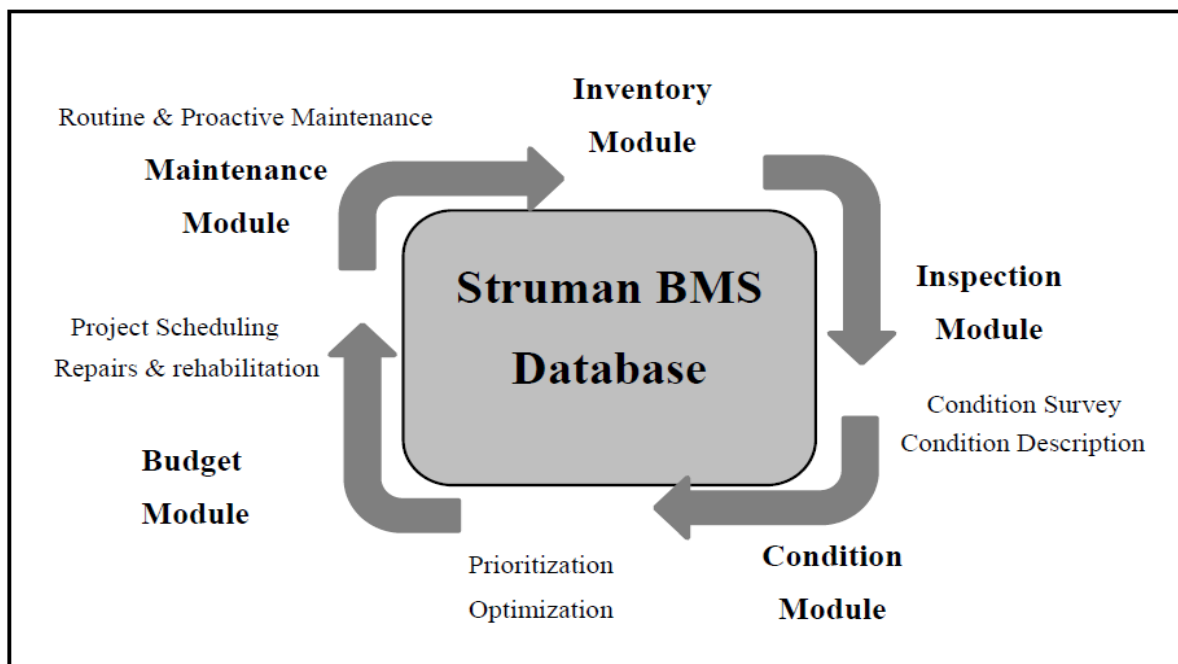 Inventory
Module
Routine & Proactive Maintenance
Maintenance
Module
Struman BMS
Database
Inspection
Module
Condition Survey
Condition Description
Project Scheduling
Repairs & rehabilitation
Budget
Module
Prioritization
Optimization
Condition
Module